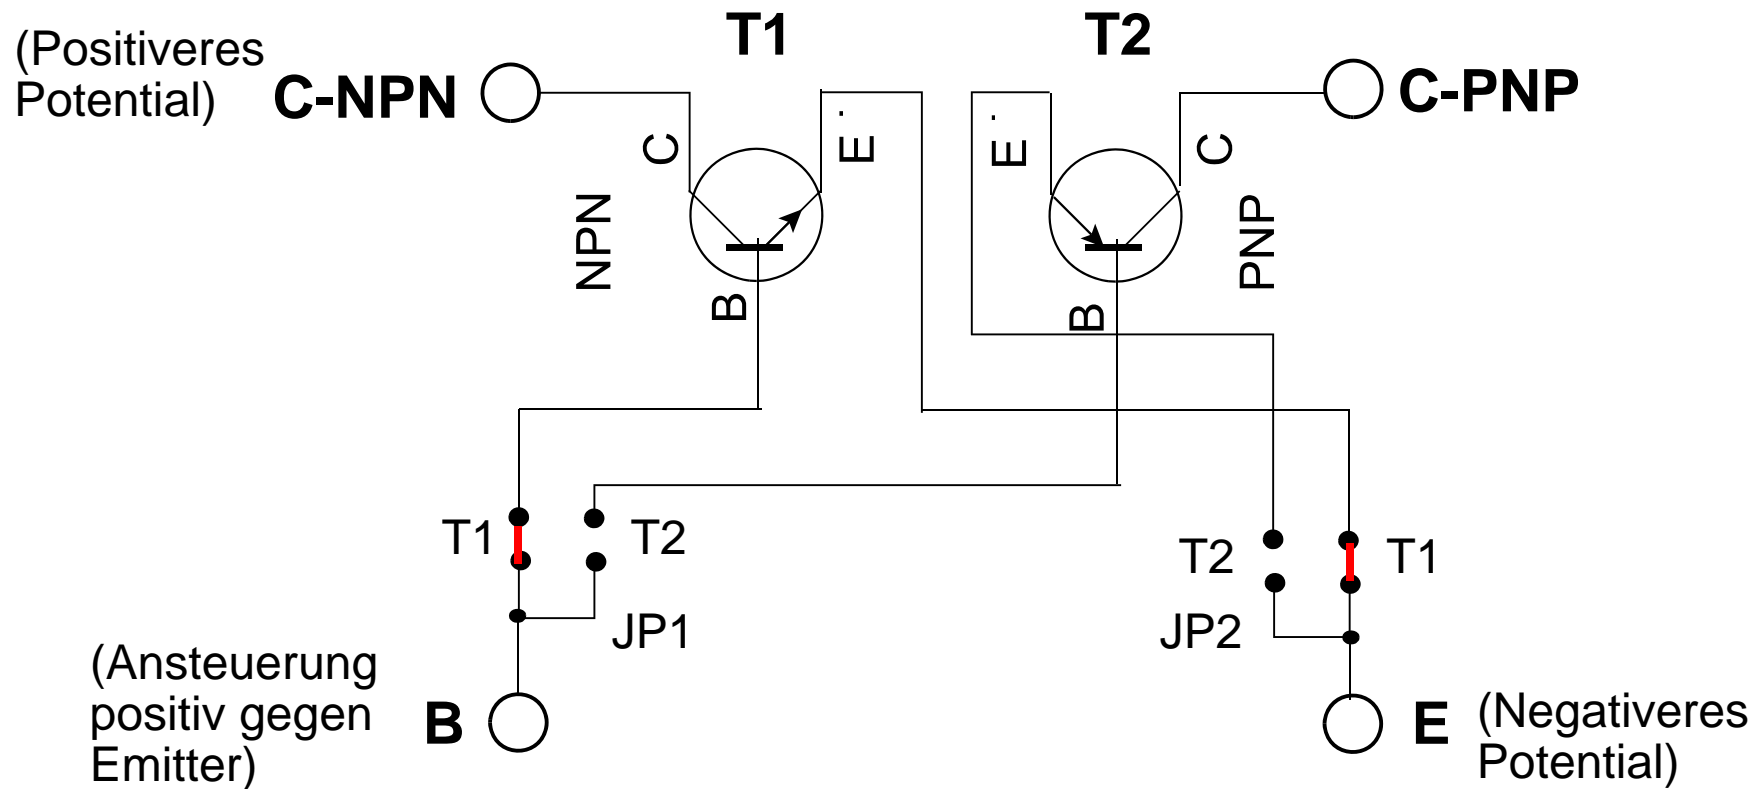 T1
T2
(Positiveres
Potential)
C-NPN
C-PNP
C
E
E
C
NPN
PNP
B
B
T1
T2
T2
T1
JP1
JP2
(Ansteuerung
positiv gegen
Emitter)
B
E
(Negativeres
Potential)